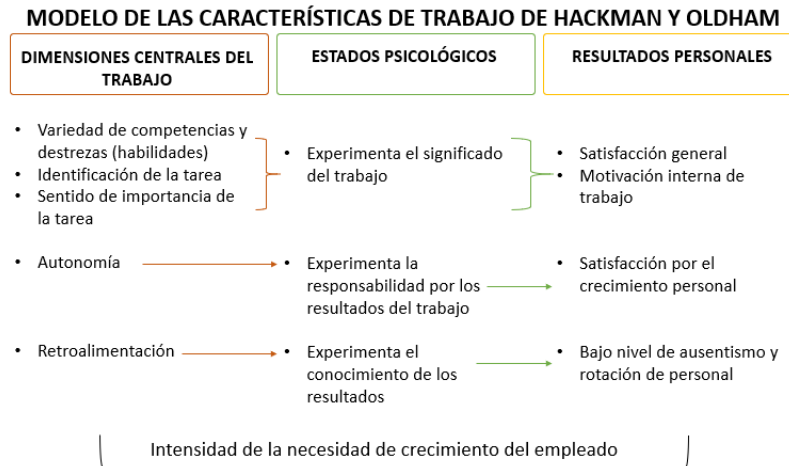 MODELO DE LAS CARACTERÍSTICAS DE TRABAJO DE HACKMAN Y OLDHAM
DIMENSIONES CENTRALES DEL
TRABAJO
ESTADOS PSICOLÓGICOS
RESULTADOS PERSONALES
• Variedad de competencias y
destrezas (habilidades)
• Identificación de la tarea
• Sentido de importancia de
la tarea
• Experimenta el significado
del trabajo
• Satisfacción general
• Motivación interna de
trabajo
• Autonomía
• Experimenta la
responsabilidad por los
resultados del trabajo
• Satisfacción por el
crecimiento personal
• Retroalimentación
• Experimenta el
conocimiento de los
resultados
• Bajo nivel de ausentismo y
rotación de personal
Intensidad de la necesidad de crecimiento del empleado